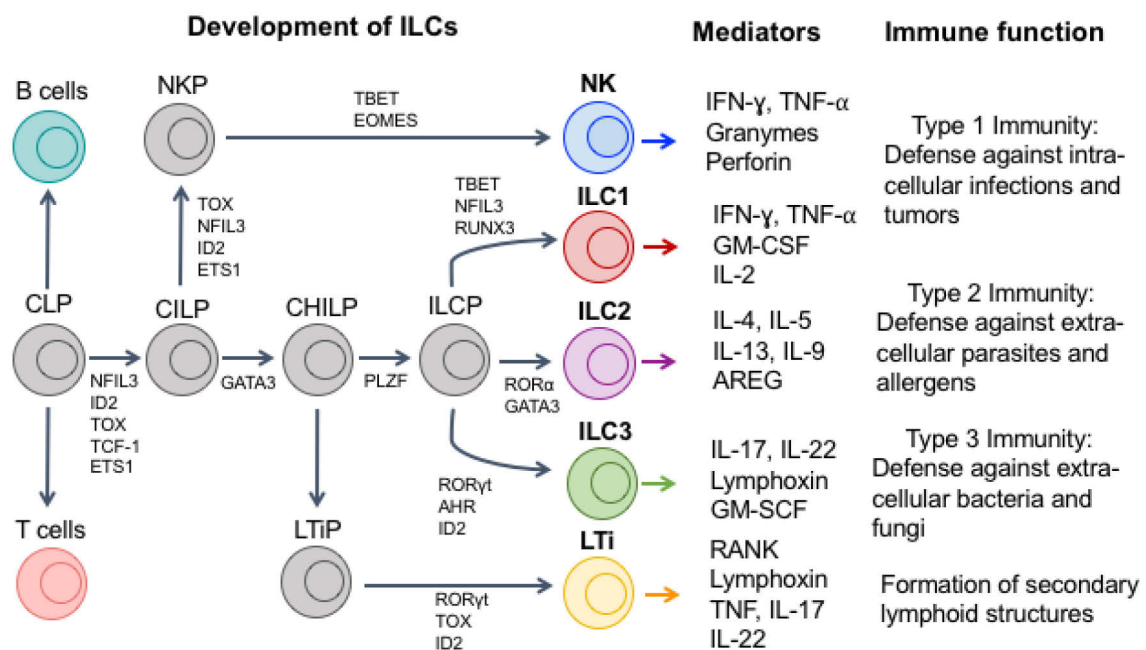 Development of ILCs
Mediators
Immune function
B cells
NKP
TBET
EOMES
NK
IFN-ɣ, TNF-α
Granymes
Perforin
Type 1 Immunity:
Defense against intra-
cellular infections and
tumors
TOX
NFIL3
ID2
ETS1
TBET
NFIL3
RUNX3
ILC1
IFN-ɣ, TNF-α
GM-CSF
IL-2
CLP
CILP
CHILP
ILCP
ILC2
NFIL3
ID2
TOX
TCF-1
ETS1
GATA3
PLZF
RORα
GATA3
IL-4, IL-5
IL-13, IL-9
AREG
Type 2 Immunity:
Defense against extra-
cellular parasites and
allergens
T cells
LTiP
RORɣt
AHR
ID2
ILC3
IL-17, IL-22
Lymphoxin
GM-SCF
Type 3 Immunity:
Defense against extra-
cellular bacteria and
fungi
RORɣt
TOX
ID2
LTi
RANK
Lymphoxin
TNF, IL-17
IL-22
Formation of secondary
lymphoid structures